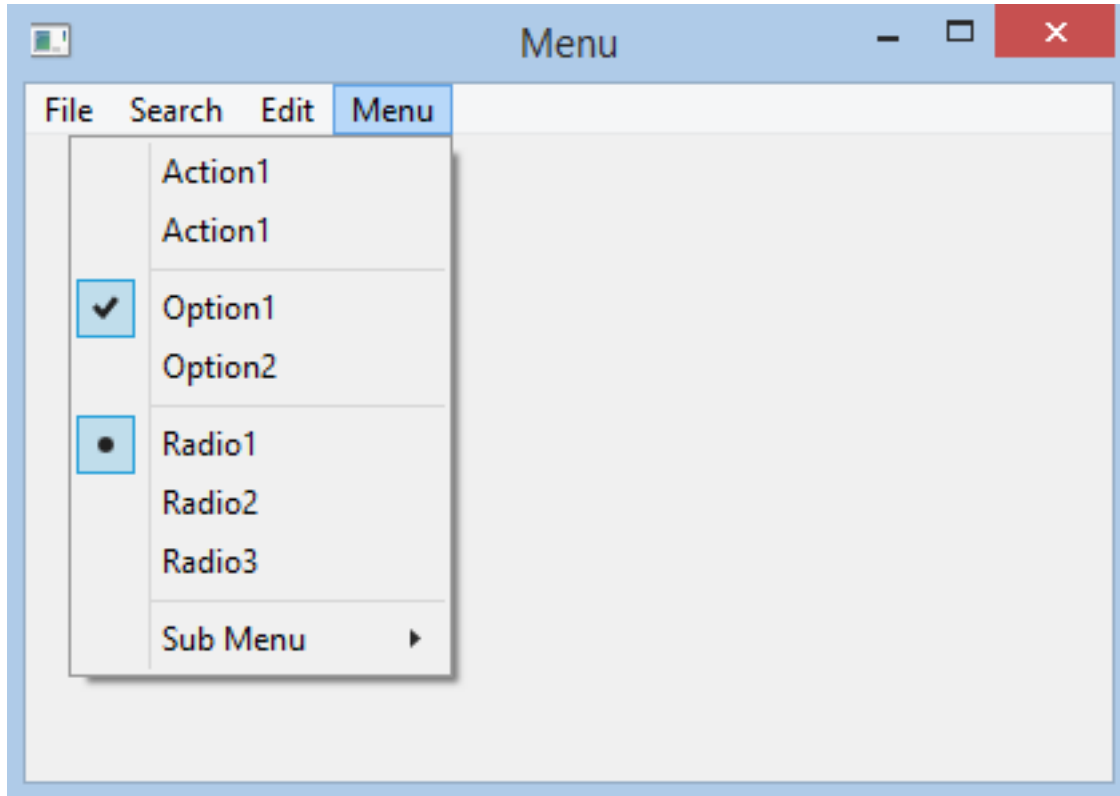 Menu
File Search Edit Menu
Action1
Action1
Option1
Option2
Radio1
Radio2
Radio3
Sub Menu